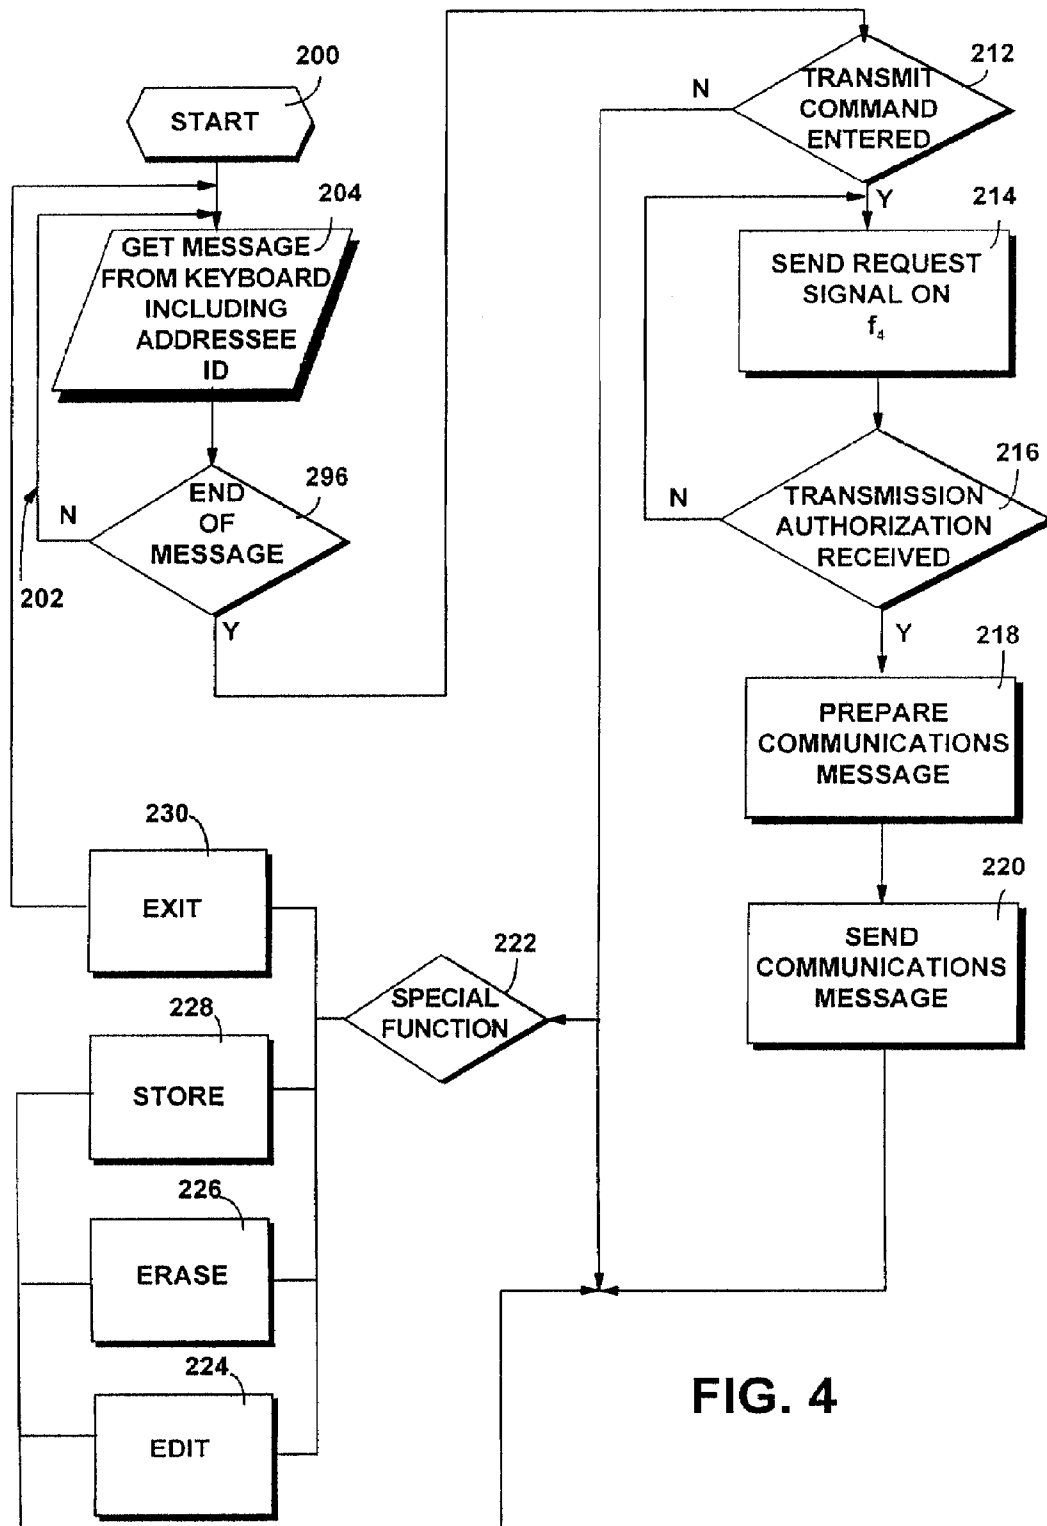 200
START
204
GET MESSAGE
FROM KEYBOARD
INCLUDING
ADDRESSEE
ID
296
END
OF
MESSAGE
N
202
Y
212
TRANSMIT
COMMAND
ENTERED
N
Y
214
SEND REQUEST
SIGNAL ON
f₄
216
TRANSMISSION
AUTHORIZATION
RECEIVED
N
Y
218
PREPARE
COMMUNICATIONS
MESSAGE
220
SEND
COMMUNICATIONS
MESSAGE
222
SPECIAL
FUNCTION
230
EXIT
228
STORE
226
ERASE
224
EDIT
FIG. 4